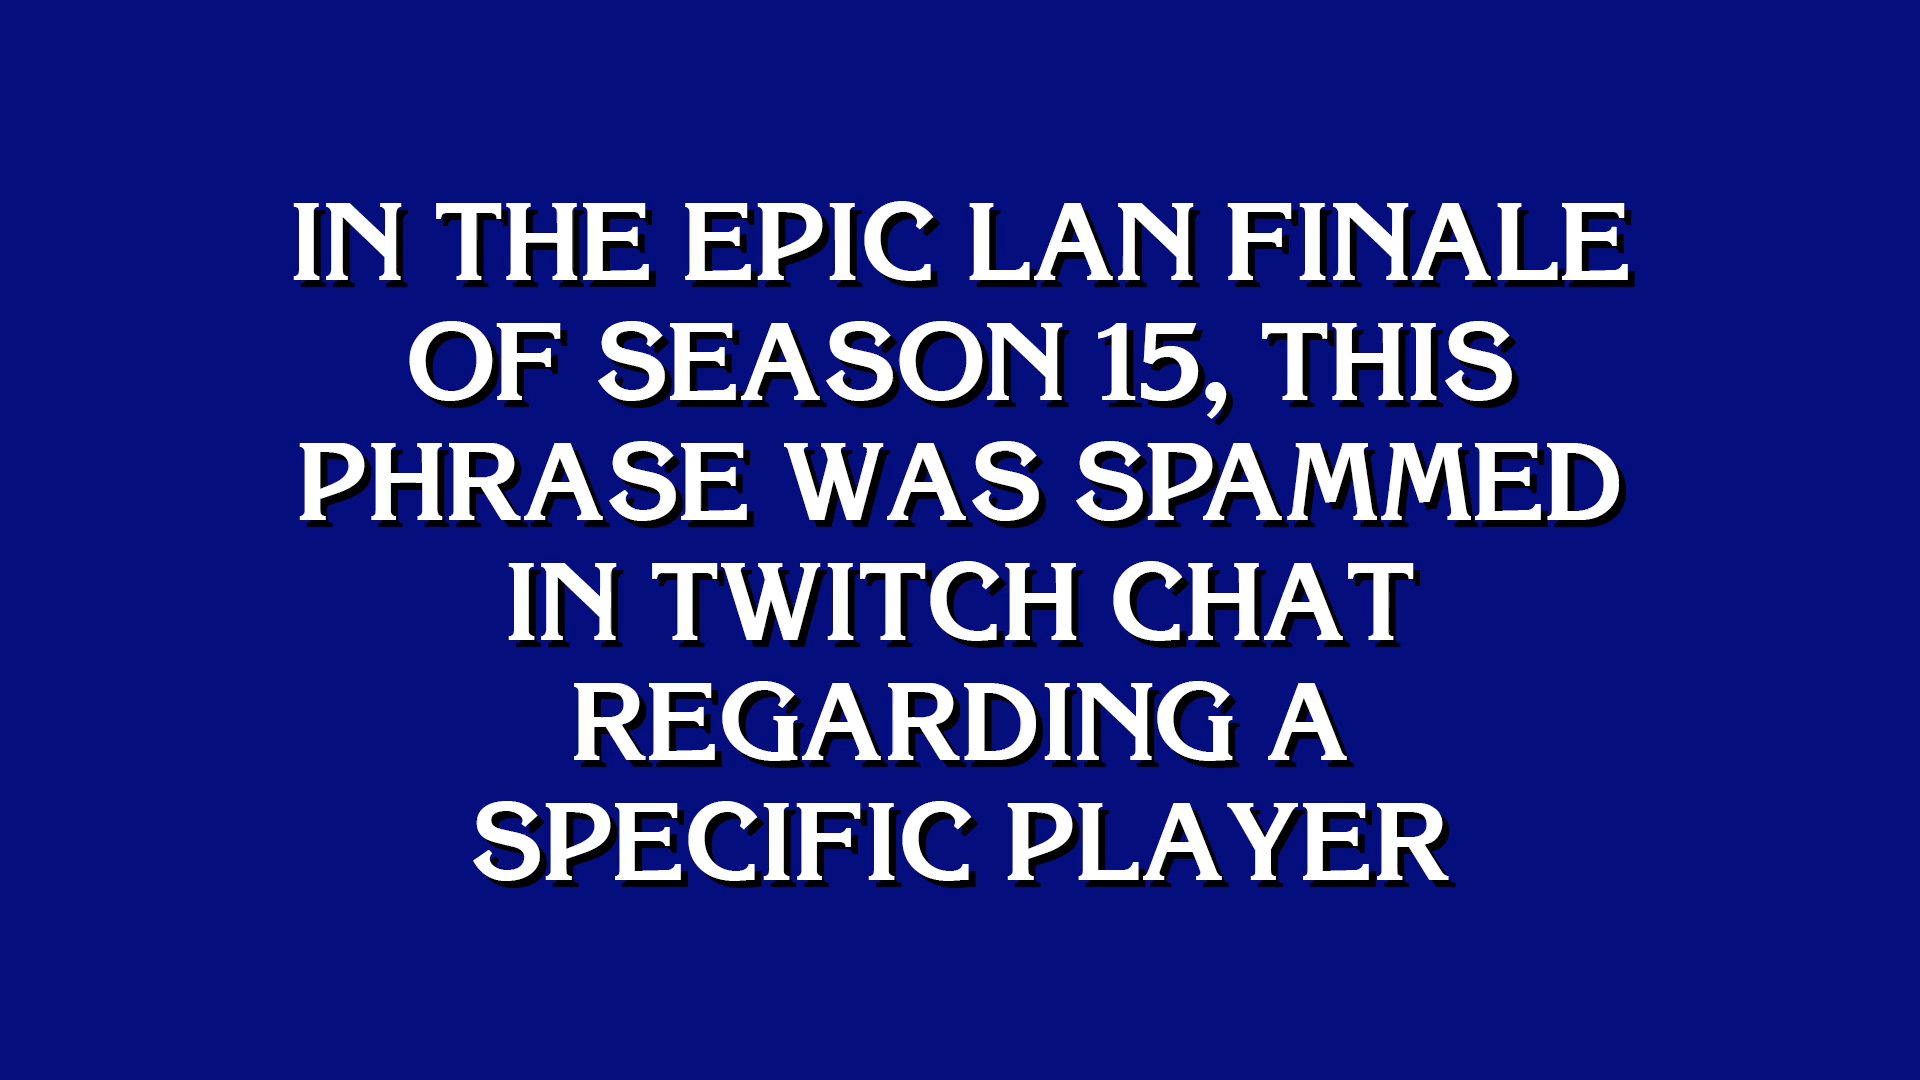 IN THE EPIC LAN FINALE
OF SEASON 15, THIS
PHRASE WAS SPAMMED
IN TWITCH CHAT
REGARDING A
SPECIFIC PLAYER